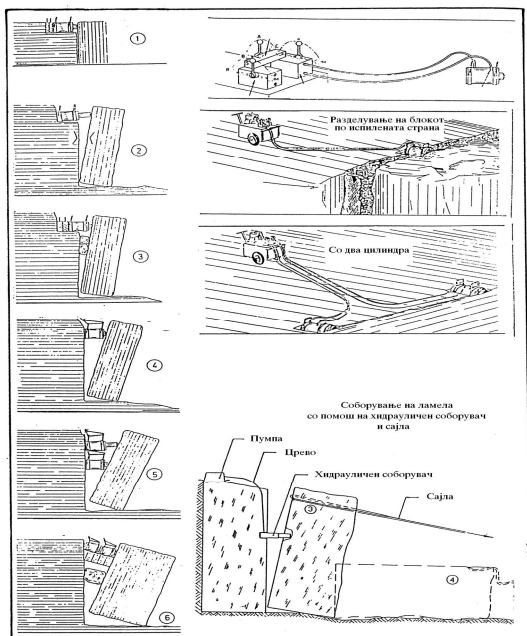 1
2
3
4
5
6
Разделување на блокот
по испилената страна
Со два цилиндра
Соборување на ламела
со помош на хидрауличен соборувач
и сајла
Пумпа
Црево
Хидрауличен соборувач
Сајла
3
4